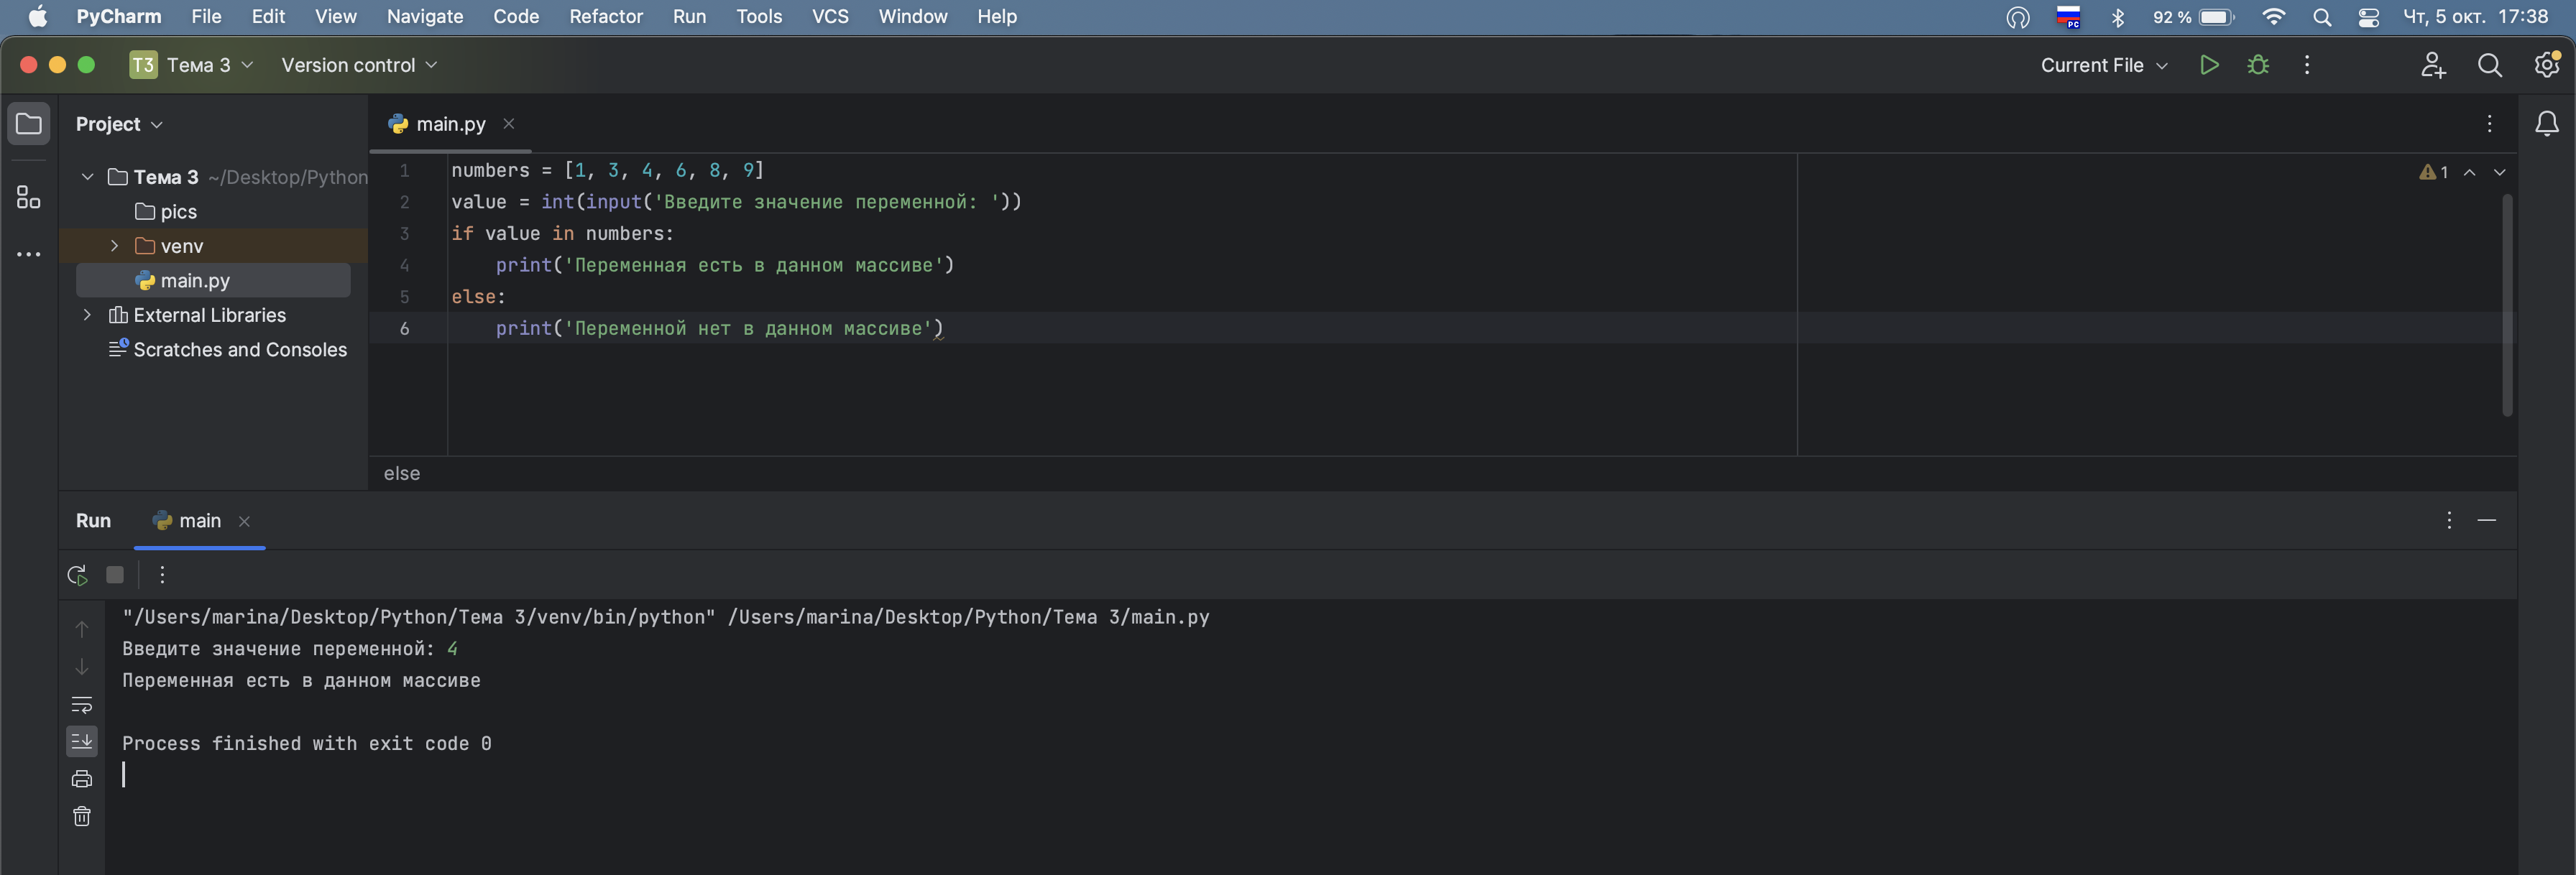 PyCharm File Edit View Navigate Code Refactor Run Tools VCS Window Help РС 92 % Чт, 5 окт. 17:38
T3 Тема 3 Version control Current File
Project
main.py
Тема 3 ~/Desktop/Python
pics
venv
main.py
External Libraries
Scratches and Consoles
1 numbers = [1, 3, 4, 6, 8, 9]
2 value = int(input('Введите значение переменной: '))
3 if value in numbers:
4 print('Переменная есть в данном массиве')
5 else:
6 print('Переменной нет в данном массиве')
1
else
Run main
"/Users/marina/Desktop/Python/Тема 3/venv/bin/python" /Users/marina/Desktop/Python/Тема 3/main.py
Введите значение переменной: 4
Переменная есть в данном массиве
Process finished with exit code 0